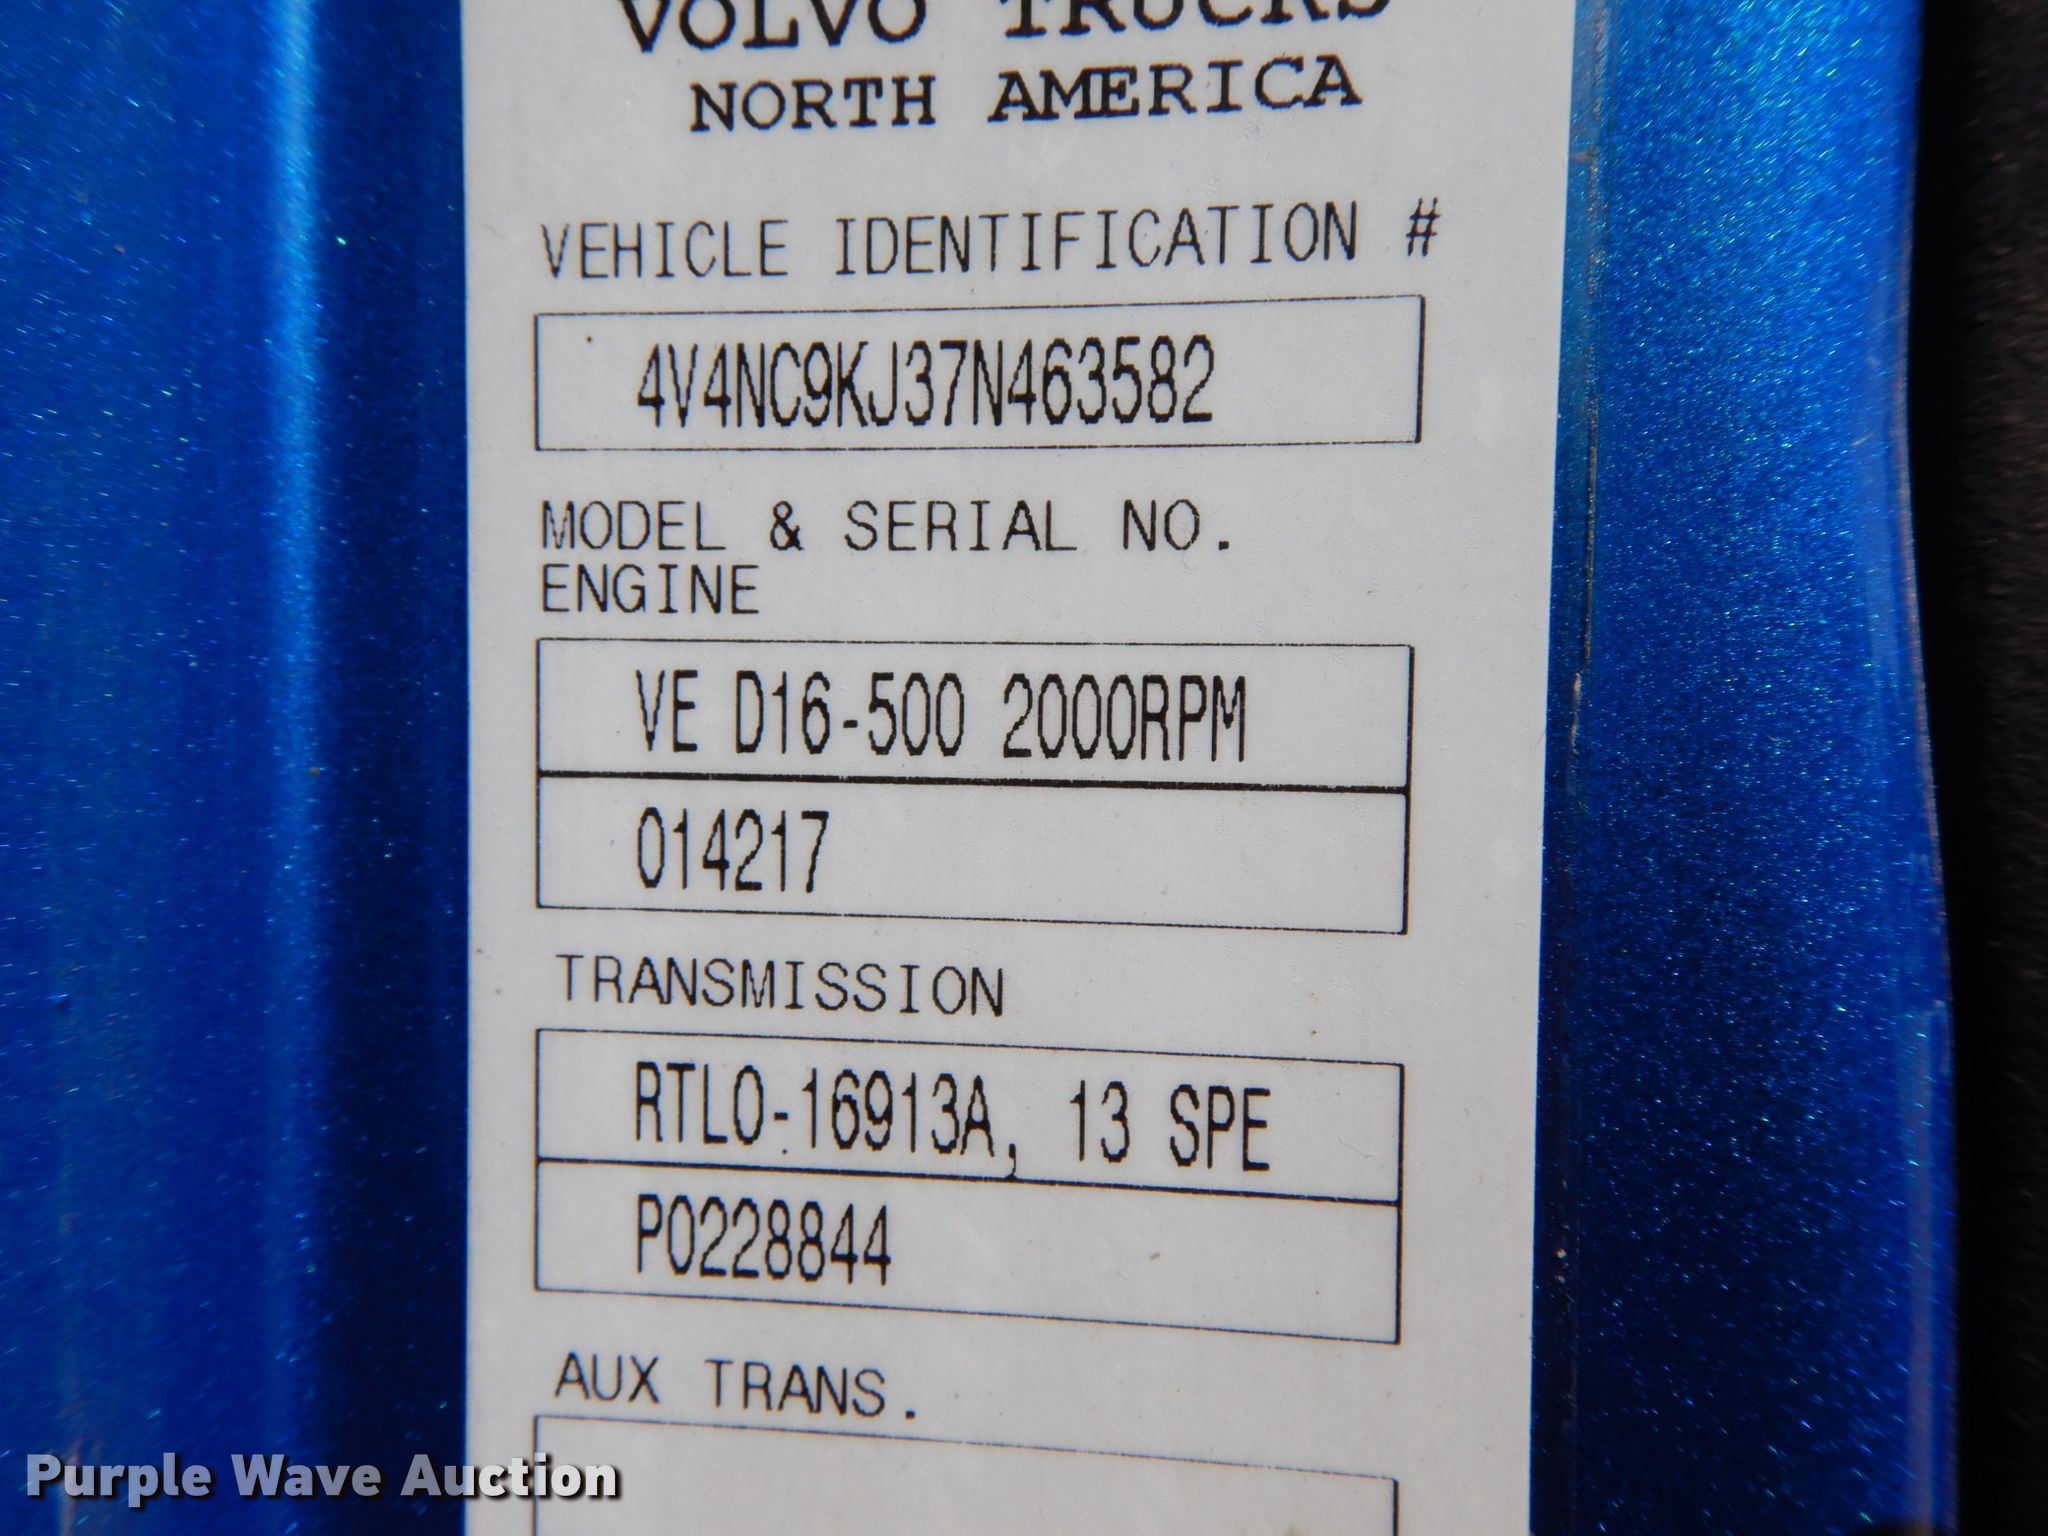 VOLVO TRUCKS
NORTH AMERICA
VEHICLE IDENTIFICATION #
4V4NC9KJ37N463582
MODEL & SERIAL NO.
ENGINE
VE D16-500 2000RPM
014217
TRANSMISSION
RTLO-16913A, 13 SPE
P0228844
AUX TRANS.
Purple Wave Auction